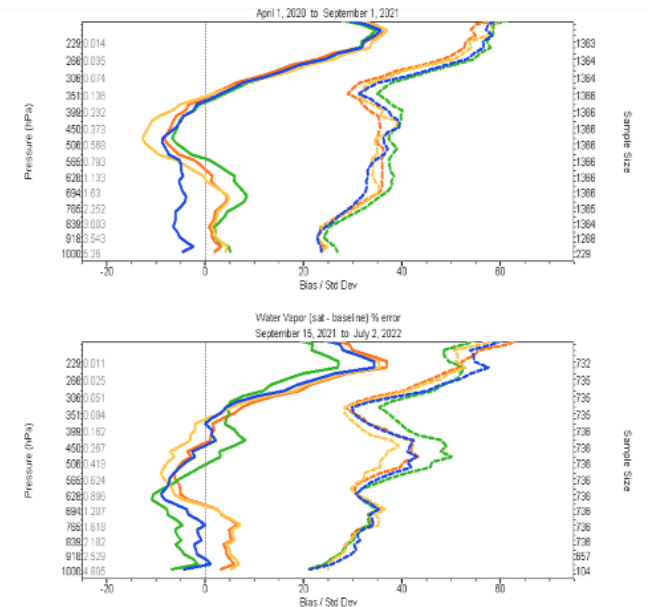 April 1, 2020 to September 1, 2021
229 0.014 1363
266 0.035 1364
306 0.074 1364
351 0.136 1366
399 0.232 1366
450 0.373 1366
506 0.568 1366
565 0.793 1366
628 1.133 1366
694 1.63 1366
765 2.252 1365
839 3.003 1364
918 3.543 1268
1000 5.26 229
Pressure (hPa)
Sample Size
-20 0 20 40 60
Bias / Std Dev
Water Vapor (sat - baseline) % error
September 15, 2021 to July 2, 2022
229 0.011 732
266 0.025 735
306 0.051 735
351 0.094 735
399 0.162 735
450 0.267 736
506 0.419 736
565 0.624 735
628 0.896 736
694 1.207 736
765 1.618 736
839 2.182 736
918 2.529 657
1000 4.805 104
Pressure (hPa)
Sample Size
-20 0 20 40 60
Bias / Std Dev